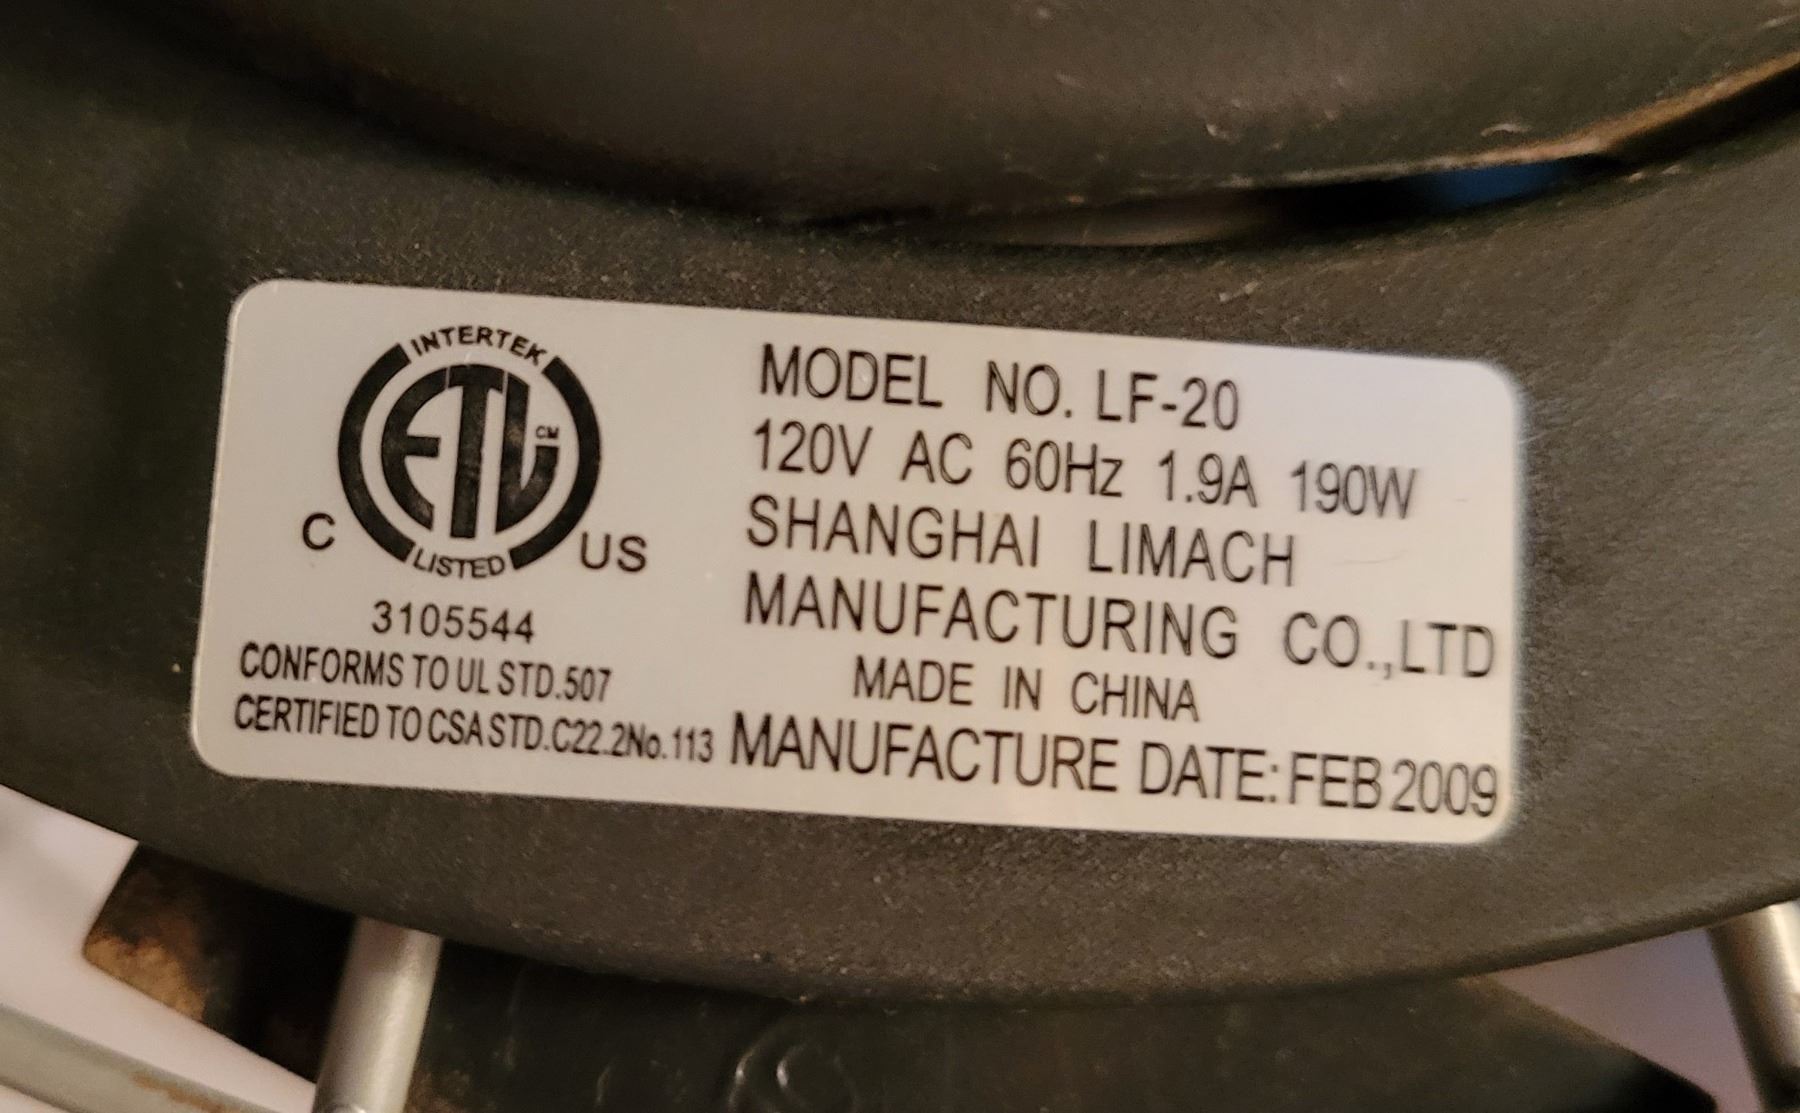 INTERTEK
ETL CM
LISTED
C US
3105544
CONFORMS TO UL STD.507
CERTIFIED TO CSA STD.C22.2No.113
MODEL NO. LF-20
120V AC 60Hz 1.9A 190W
SHANGHAI LIMACH
MANUFACTURING CO.,LTD
MADE IN CHINA
MANUFACTURE DATE: FEB 2009